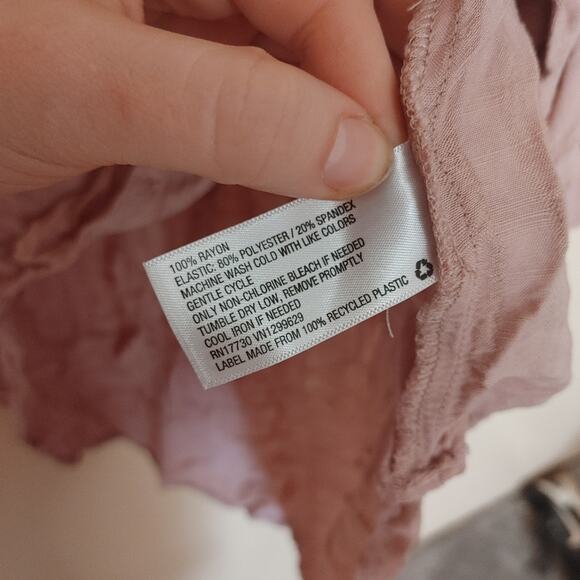 100% RAYON
ELASTIC: 80% POLYESTER / 20% SPANDEX
MACHINE WASH COLD WITH LIKE COLORS
GENTLE CYCLE
ONLY NON-CHLORINE BLEACH IF NEEDED
TUMBLE DRY LOW, REMOVE PROMPTLY
COOL IRON IF NEEDED
RN17730 VN1299629
LABEL MADE FROM 100% RECYCLED PLASTIC